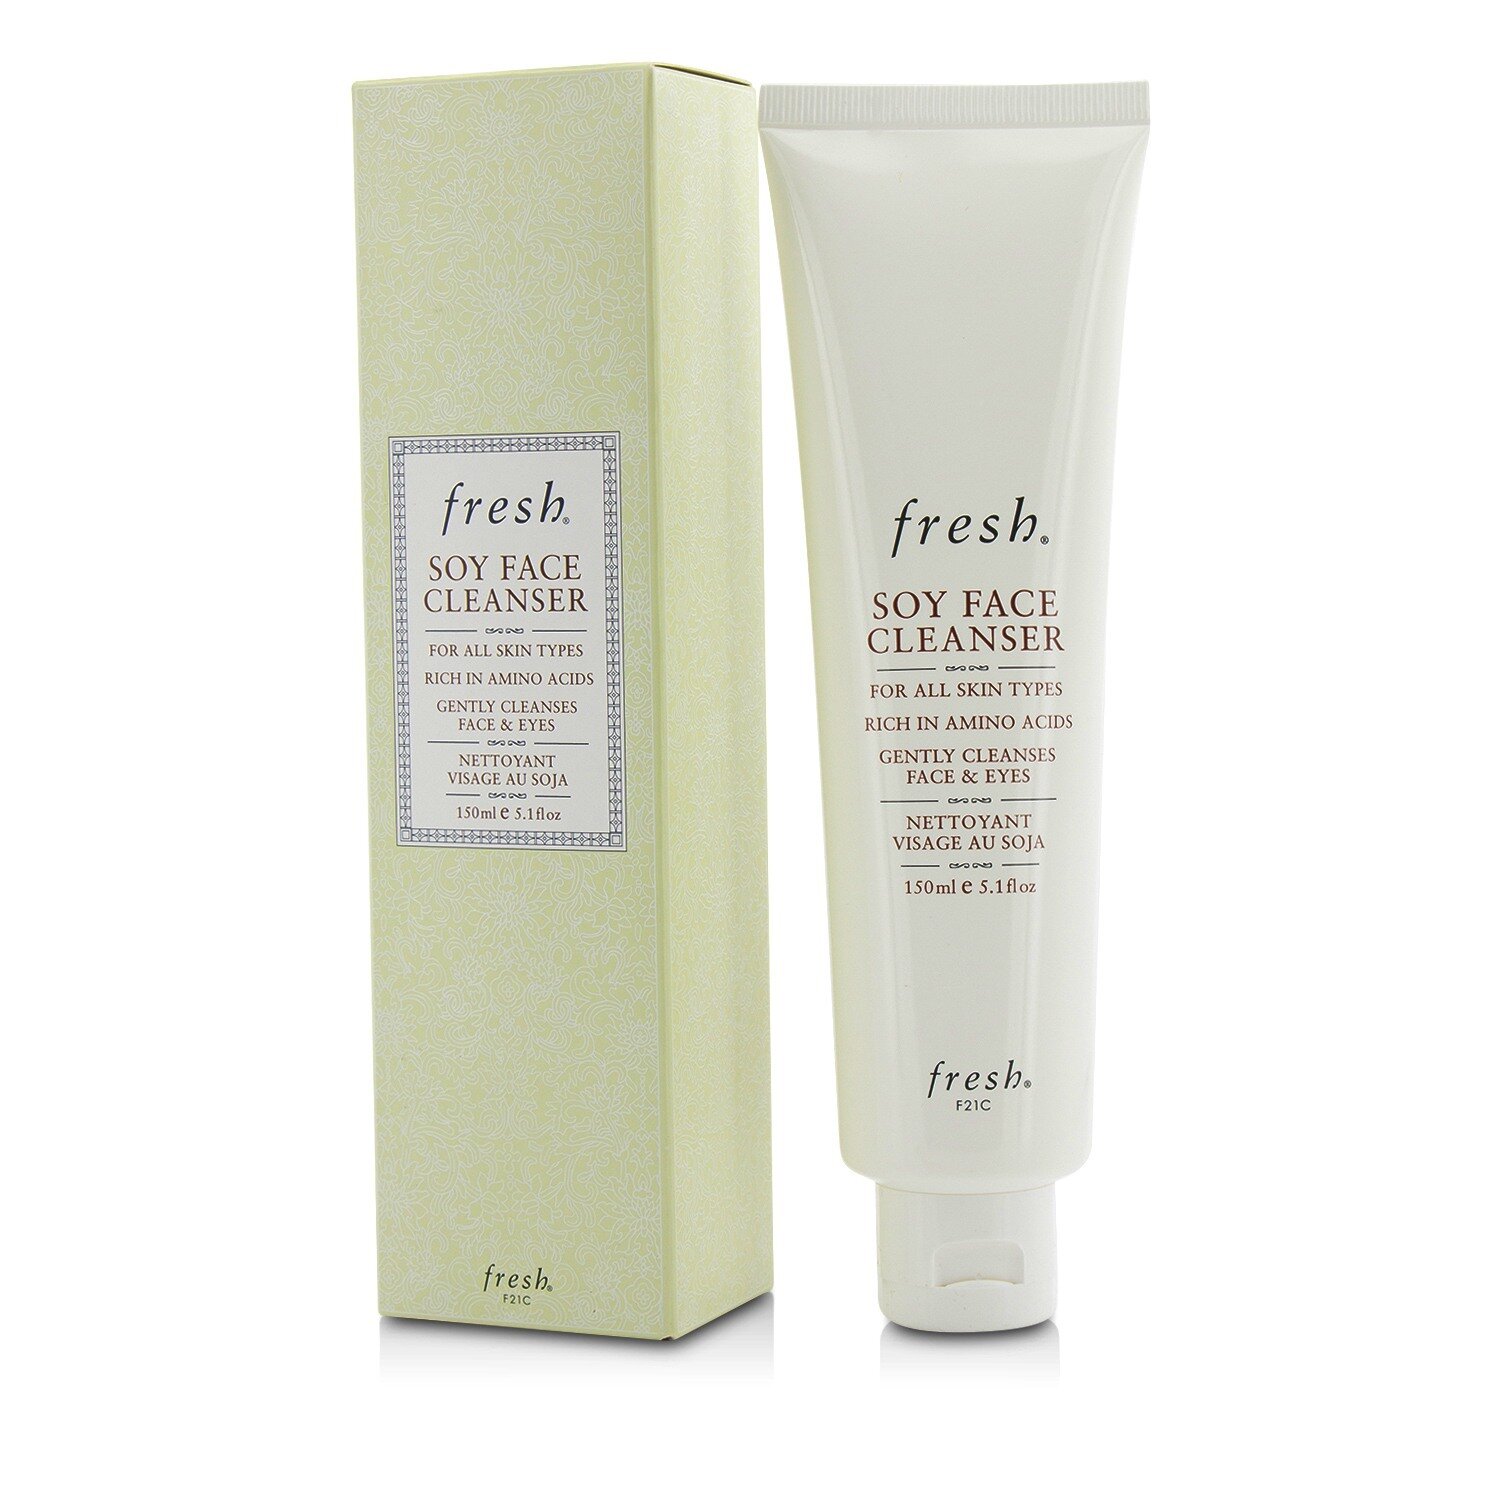 fresh®
SOY FACE
CLEANSER
FOR ALL SKIN TYPES
RICH IN AMINO ACIDS
GENTLY CLEANSES
FACE & EYES
NETTOYANT
VISAGE AU SOJA
150ml e 5.1fl oz
fresh®
F21C
fresh®
SOY FACE
CLEANSER
FOR ALL SKIN TYPES
RICH IN AMINO ACIDS
GENTLY CLEANSES
FACE & EYES
NETTOYANT
VISAGE AU SOJA
150ml e 5.1fl oz
fresh®
F21C